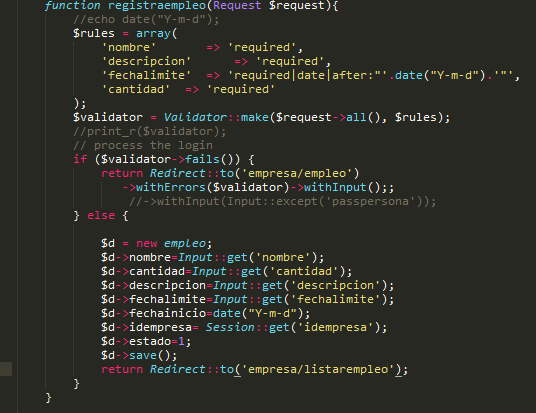 function registraempleo(Request $request){
    //echo date("Y-m-d");
    $rules = array(
        'nombre'       => 'required',
        'descripcion'      => 'required',
        'fechalimite'  => 'required|date|after:"'.date("Y-m-d").'"',
        'cantidad'  => 'required'
    );
    $validator = Validator::make($request->all(), $rules);
    //print_r($validator);
    // process the login
    if ($validator->fails()) {
        return Redirect::to('empresa/empleo')
           ->withErrors($validator)->withInput();;
            //->withInput(Input::except('passpersona'));
    } else {

        $d = new empleo;
        $d->nombre=Input::get('nombre');
        $d->cantidad=Input::get('cantidad');
        $d->descripcion=Input::get('descripcion');
        $d->fechalimite=Input::get('fechalimite');
        $d->fechainicio=date("Y-m-d");
        $d->idempresa= Session::get('idempresa');
        $d->estado=1;
        $d->save();
        return Redirect::to('empresa/listarempleo');
    }
}